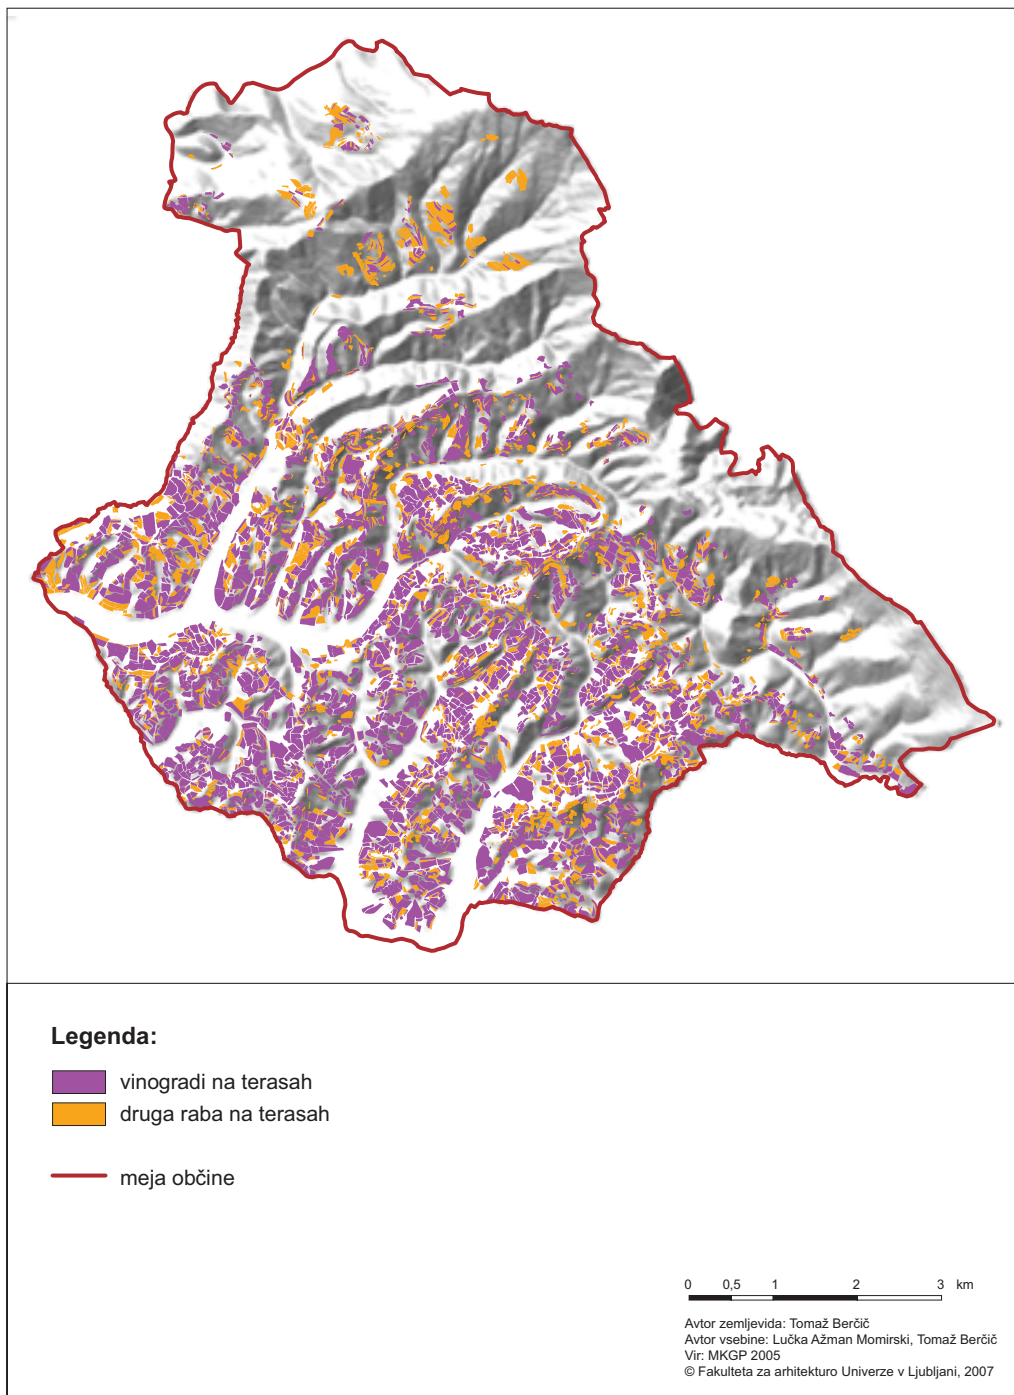 Legenda:
vinogradi na terasah
druga raba na terasah
meja občine
0 0,5 1 2 3 km
Avtor zemljevida: Tomaž Berčič
Avtor vsebine: Lučka Ažman Momirski, Tomaž Berčič
Vir: MKGP 2005
© Fakulteta za arhitekturo Univerze v Ljubljani, 2007